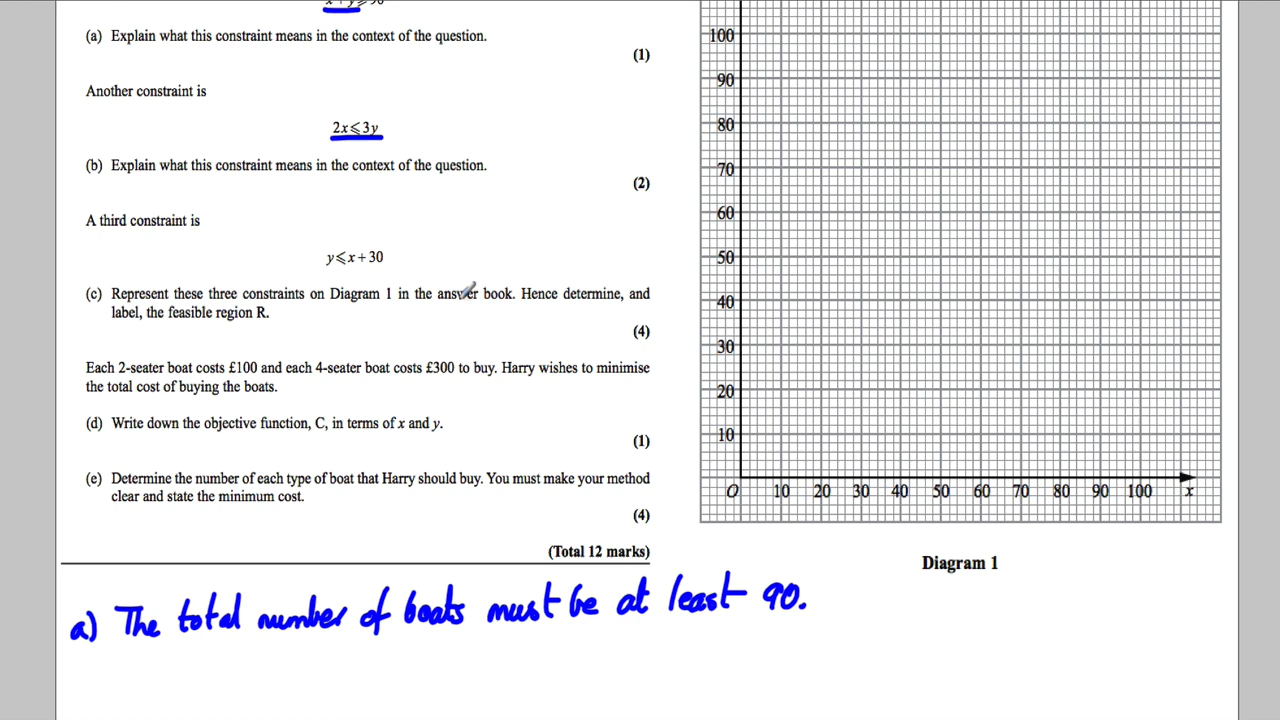 (a) Explain what this constraint means in the context of the question.
(1)
Another constraint is
2x⩽3y
(b) Explain what this constraint means in the context of the question.
(2)
A third constraint is
y⩽x+30
(c) Represent these three constraints on Diagram 1 in the answer book. Hence determine, and
label, the feasible region R.
(4)
Each 2-seater boat costs £100 and each 4-seater boat costs £300 to buy. Harry wishes to minimise
the total cost of buying the boats.
(d) Write down the objective function, C, in terms of x and y.
(1)
(e) Determine the number of each type of boat that Harry should buy. You must make your method
clear and state the minimum cost.
(4)
(Total 12 marks)
100
90
80
70
60
50
40
30
20
10
O 10 20 30 40 50 60 70 80 90 100 x
Diagram 1
a) The total number of boats must be at least 90.